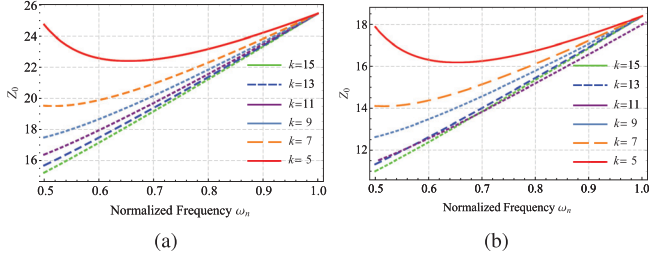 26
24
22
20
18
16
Z0
0.5 0.6 0.7 0.8 0.9 1.0
Normalized Frequency ωn
k=15
k=13
k=11
k= 9
k= 7
k= 5
(a)
18
16
14
12
Z0
0.5 0.6 0.7 0.8 0.9 1.0
Normalized Frequency ωn
k=15
k=13
k=11
k= 9
k= 7
k= 5
(b)